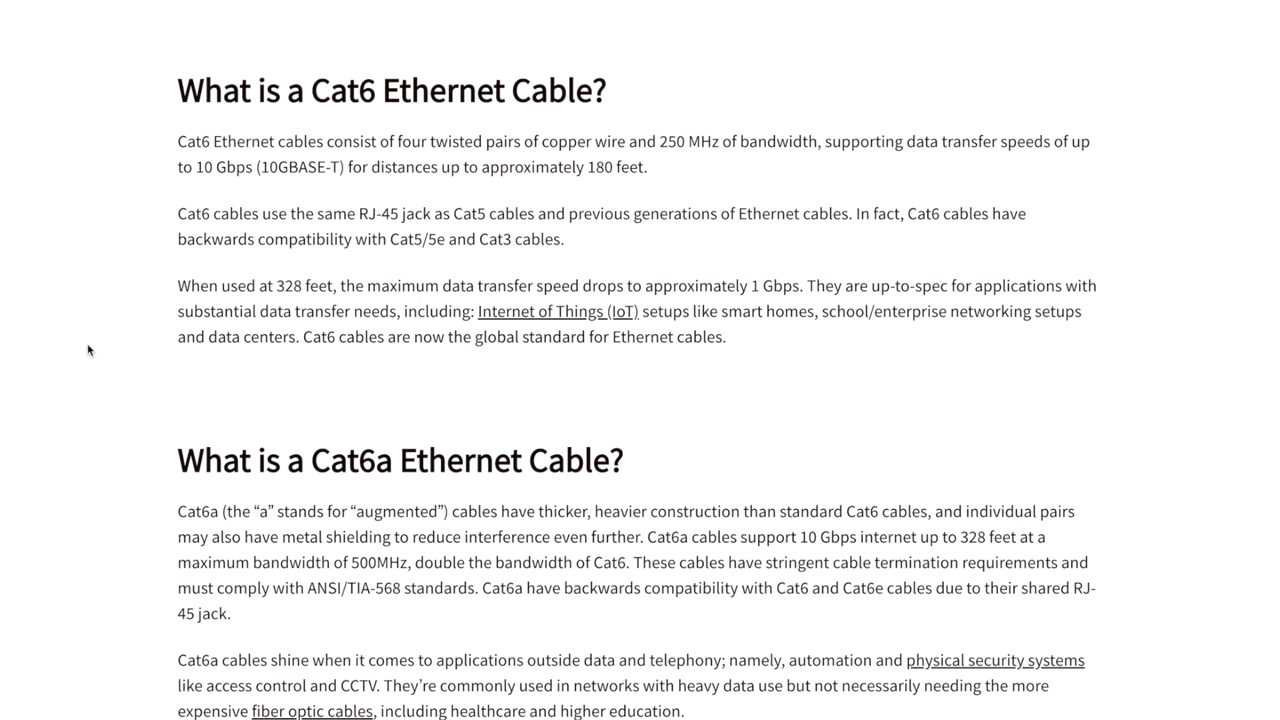 What is a Cat6 Ethernet Cable?
Cat6 Ethernet cables consist of four twisted pairs of copper wire and 250 MHz of bandwidth, supporting data transfer speeds of up
to 10 Gbps (10GBASE-T) for distances up to approximately 180 feet.
Cat6 cables use the same RJ-45 jack as Cat5 cables and previous generations of Ethernet cables. In fact, Cat6 cables have
backwards compatibility with Cat5/5e and Cat3 cables.
When used at 328 feet, the maximum data transfer speed drops to approximately 1 Gbps. They are up-to-spec for applications with
substantial data transfer needs, including: Internet of Things (IoT) setups like smart homes, school/enterprise networking setups
and data centers. Cat6 cables are now the global standard for Ethernet cables.
What is a Cat6a Ethernet Cable?
Cat6a (the “a” stands for “augmented”) cables have thicker, heavier construction than standard Cat6 cables, and individual pairs
may also have metal shielding to reduce interference even further. Cat6a cables support 10 Gbps internet up to 328 feet at a
maximum bandwidth of 500MHz, double the bandwidth of Cat6. These cables have stringent cable termination requirements and
must comply with ANSI/TIA-568 standards. Cat6a have backwards compatibility with Cat6 and Cat6e cables due to their shared RJ-
45 jack.
Cat6a cables shine when it comes to applications outside data and telephony; namely, automation and physical security systems
like access control and CCTV. They’re commonly used in networks with heavy data use but not necessarily needing the more
expensive fiber optic cables, including healthcare and higher education.